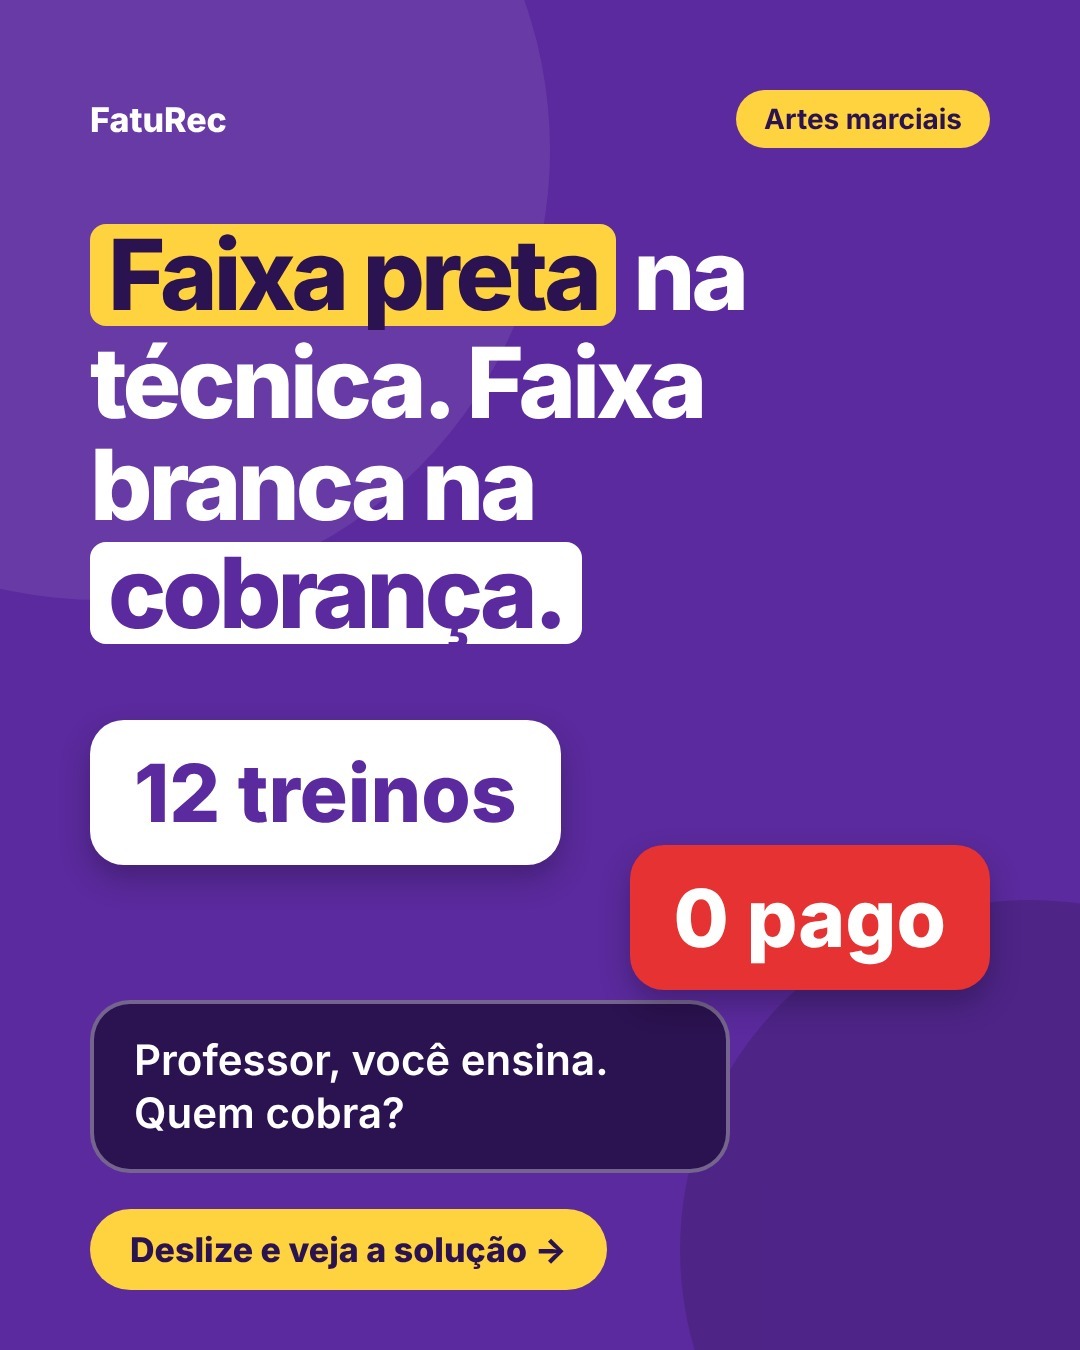 FatuRec
Artes marciais
Faixa preta na
técnica. Faixa
branca na
cobrança.
12 treinos
0 pago
Professor, você ensina.
Quem cobra?
Deslize e veja a solução →